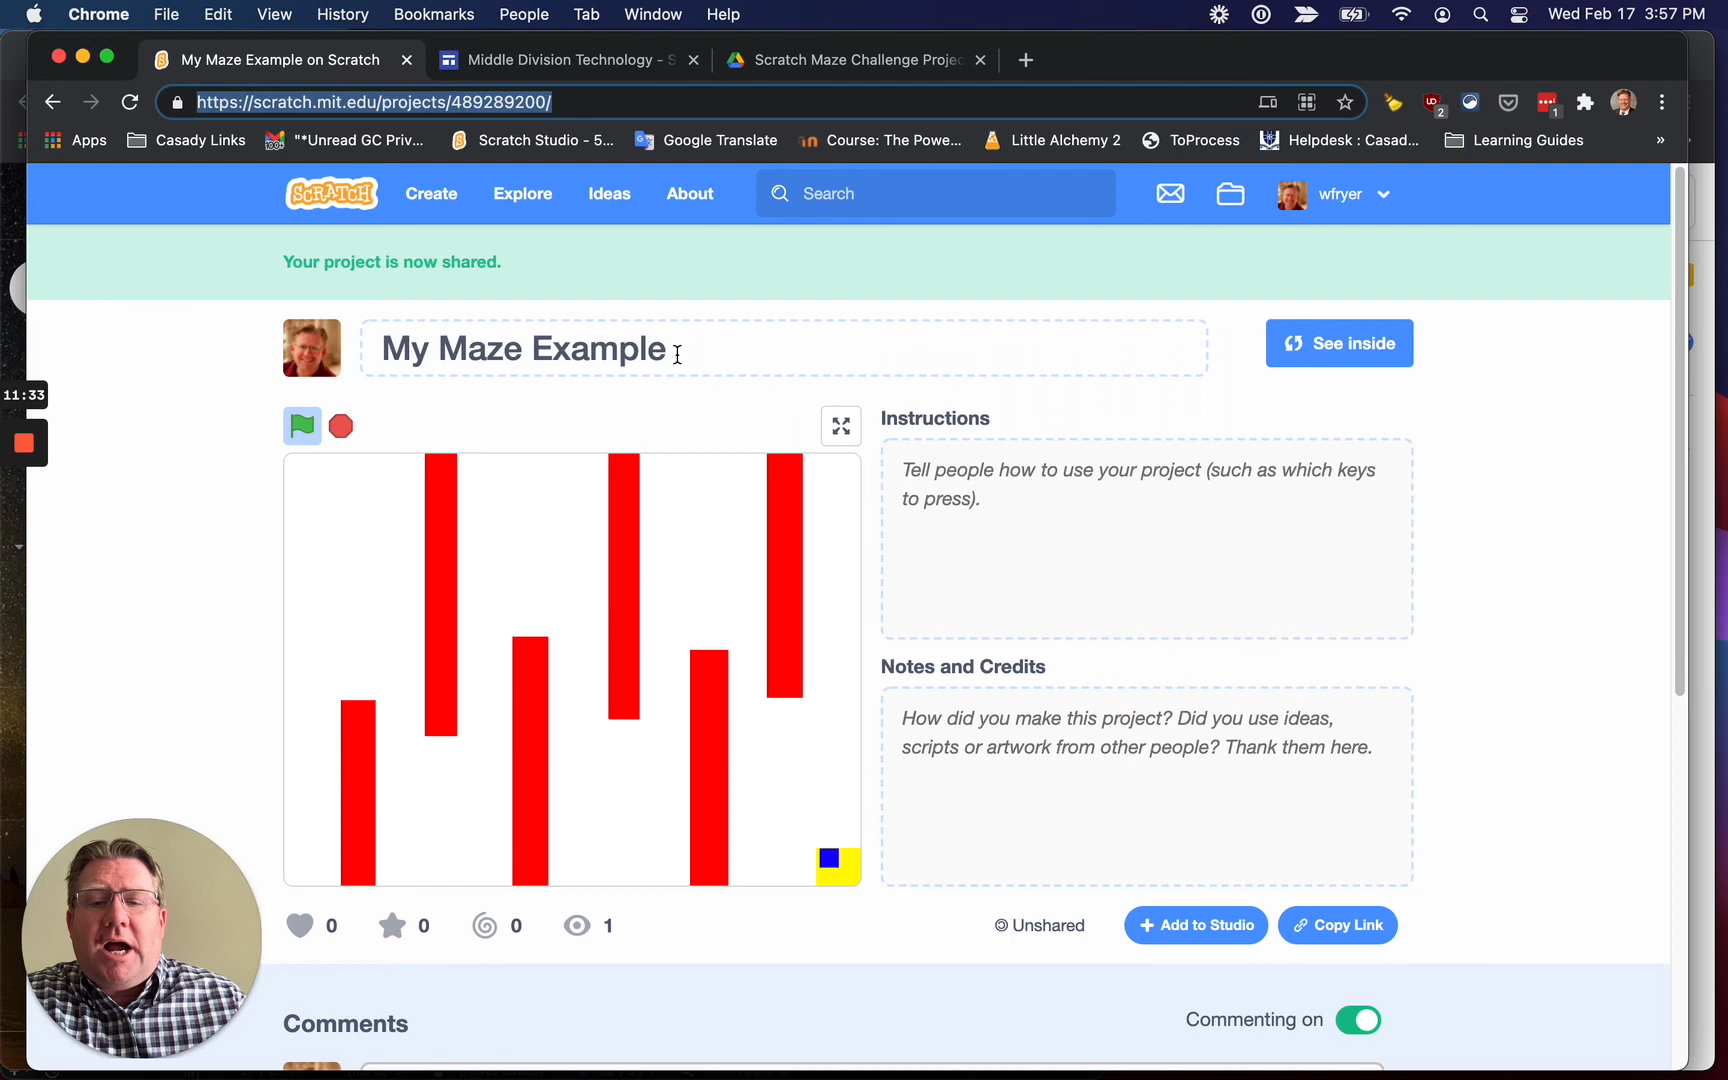 Chrome File Edit View History Bookmarks People Tab Window Help Wed Feb 17 3:57 PM
My Maze Example on Scratch Middle Division Technology - S Scratch Maze Challenge Projec
https://scratch.mit.edu/projects/489289200/ 2 1
Apps Casady Links 100+ "*Unread GC Priv... Scratch Studio - 5... Google Translate Course: The Powe... Little Alchemy 2 ToProcess Helpdesk : Casad... Learning Guides »
SCRATCH Create Explore Ideas About Search wfryer
Your project is now shared.
My Maze Example See inside
11:33
Instructions
Tell people how to use your project (such as which keys
to press).
Notes and Credits
How did you make this project? Did you use ideas,
scripts or artwork from other people? Thank them here.
0 0 0 1 Unshared + Add to Studio Copy Link
Comments Commenting on